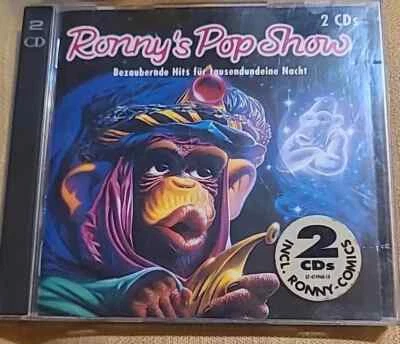 2
CD
Ronny's Pop Show
2 CDs
Bezaubernde Hits für tausendundeine Nacht
2
CDs
INCL. RONNY-COMICS